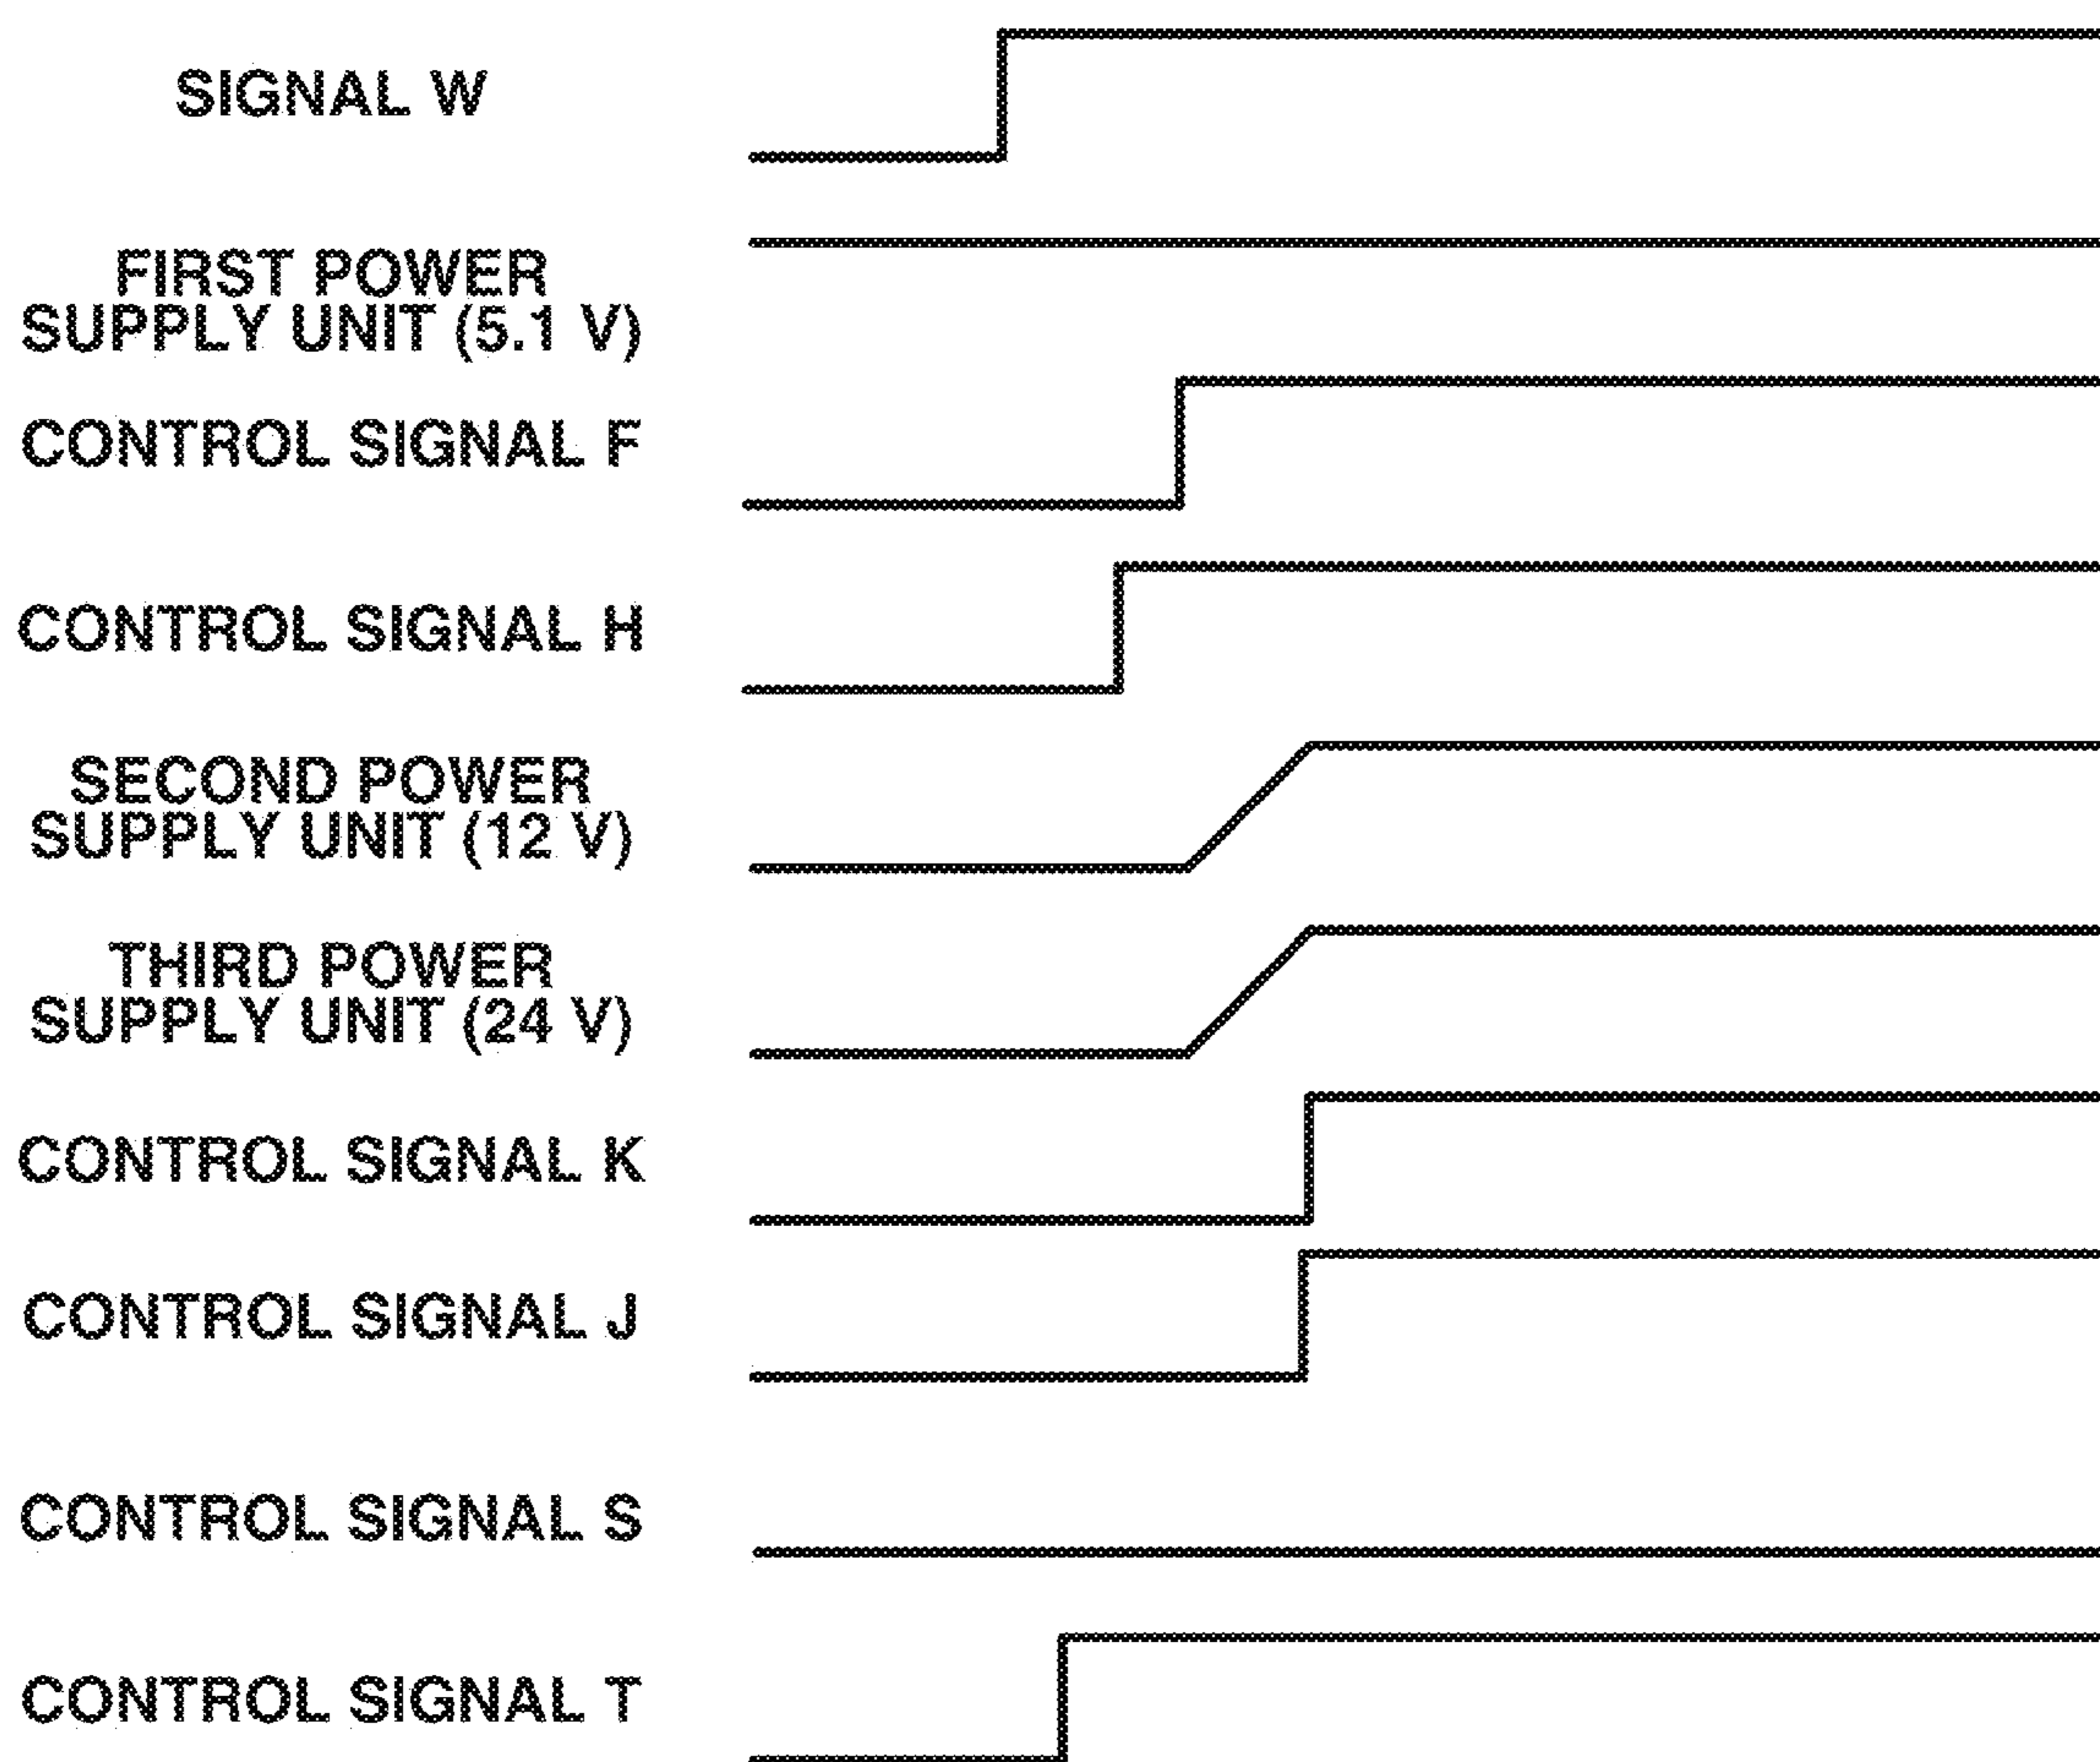 SIGNAL W
FIRST POWER
SUPPLY UNIT (5.1 V)
CONTROL SIGNAL F
CONTROL SIGNAL H
SECOND POWER
SUPPLY UNIT (12 V)
THIRD POWER
SUPPLY UNIT (24 V)
CONTROL SIGNAL K
CONTROL SIGNAL J
CONTROL SIGNAL S
CONTROL SIGNAL T